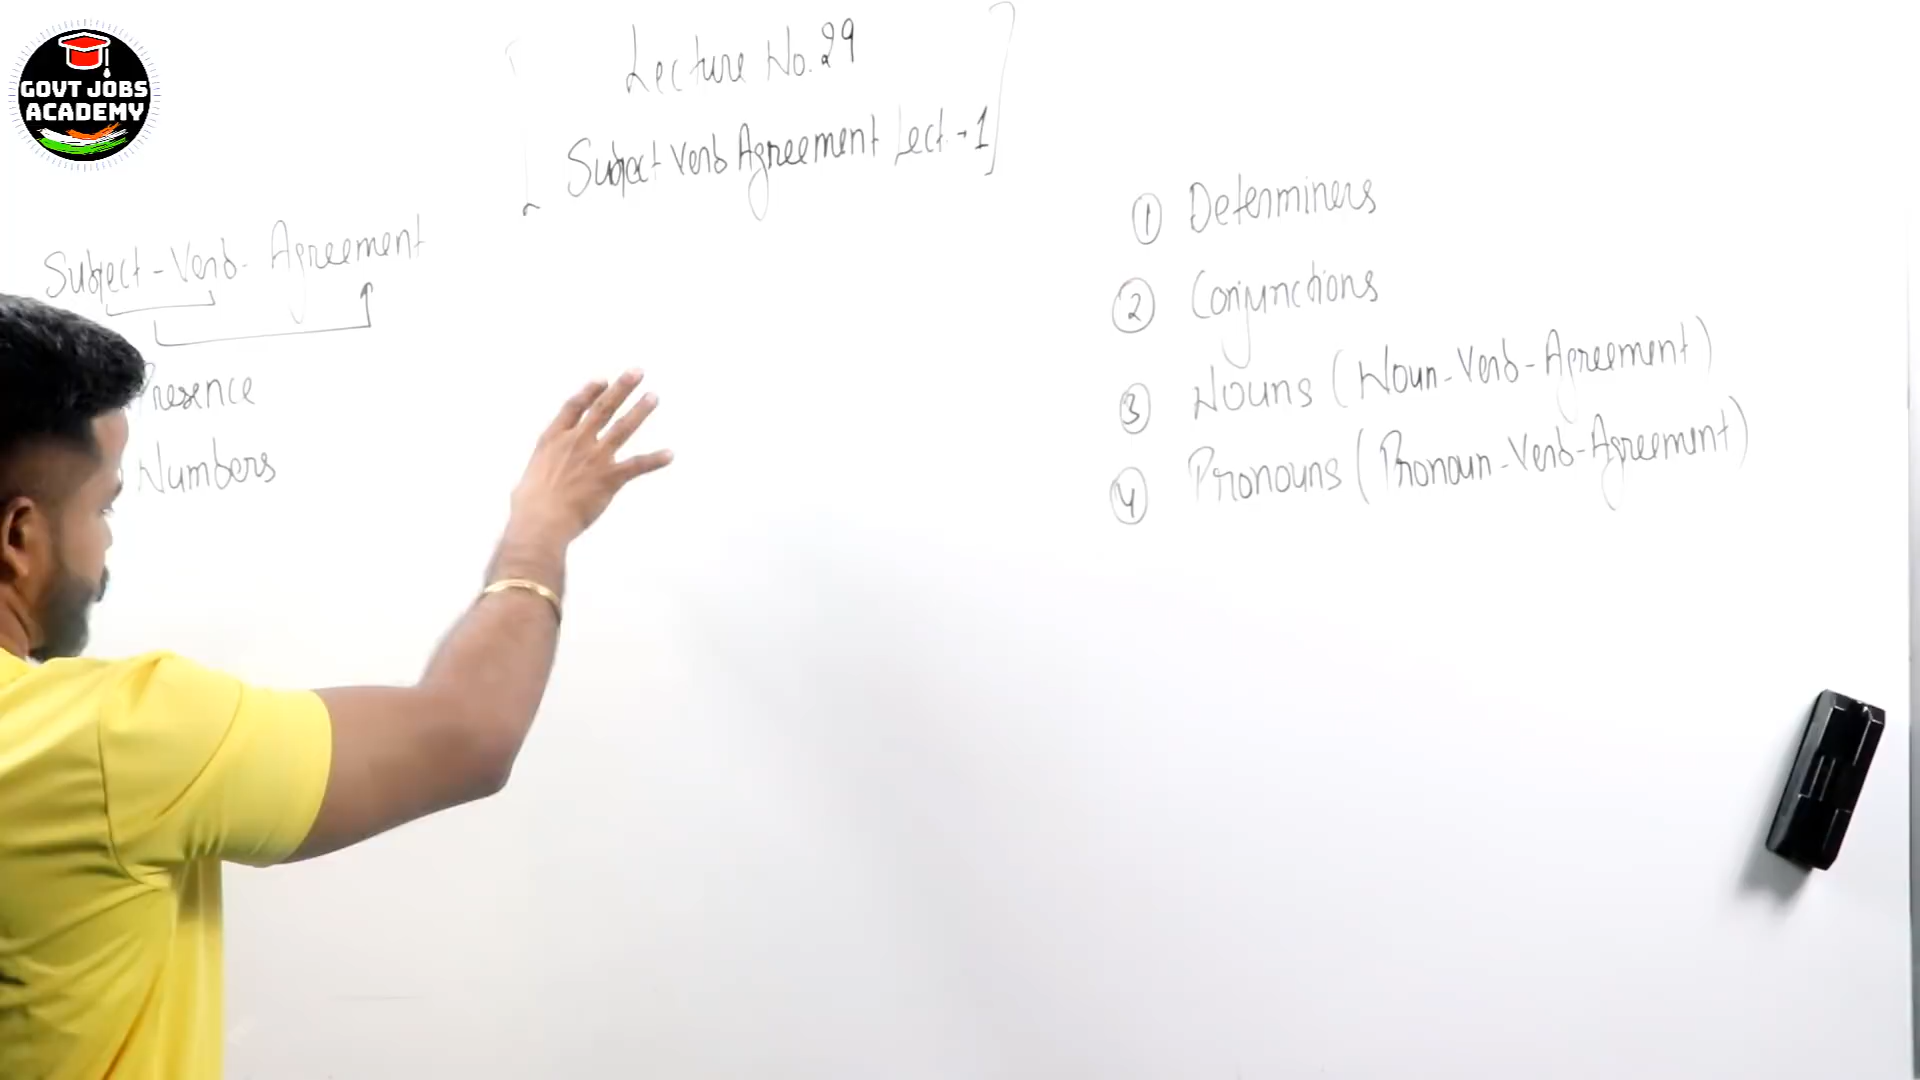 GOVT JOBS
ACADEMY
Lecture No. 29
Subject Verb Agreement Lect. - 1
Subject - Verb - Agreement
Presence
Numbers
1 Determiners
2 Conjunctions
3 Nouns (Noun - Verb - Agreement)
4 Pronouns (Pronoun - Verb - Agreement)